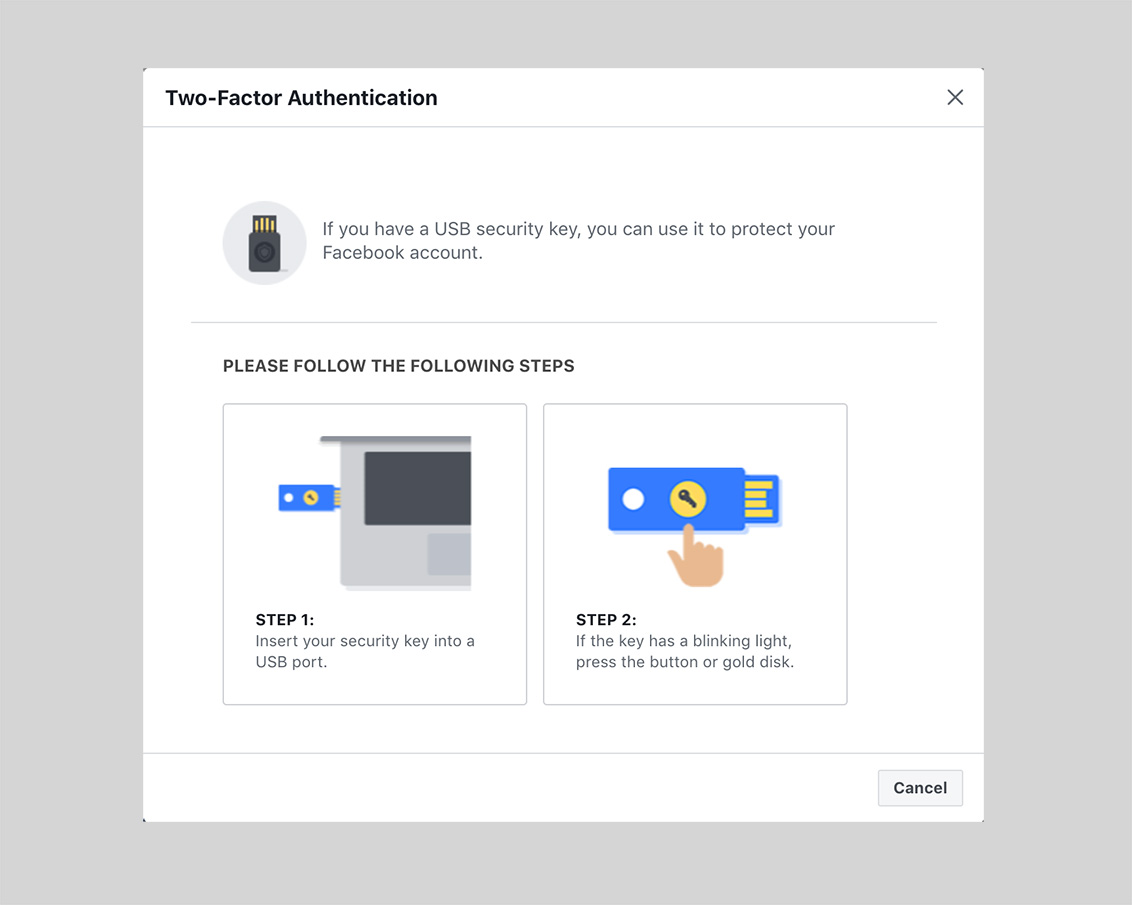 Two-Factor Authentication
If you have a USB security key, you can use it to protect your
Facebook account.
PLEASE FOLLOW THE FOLLOWING STEPS
STEP 1:
Insert your security key into a
USB port.
STEP 2:
If the key has a blinking light,
press the button or gold disk.
Cancel